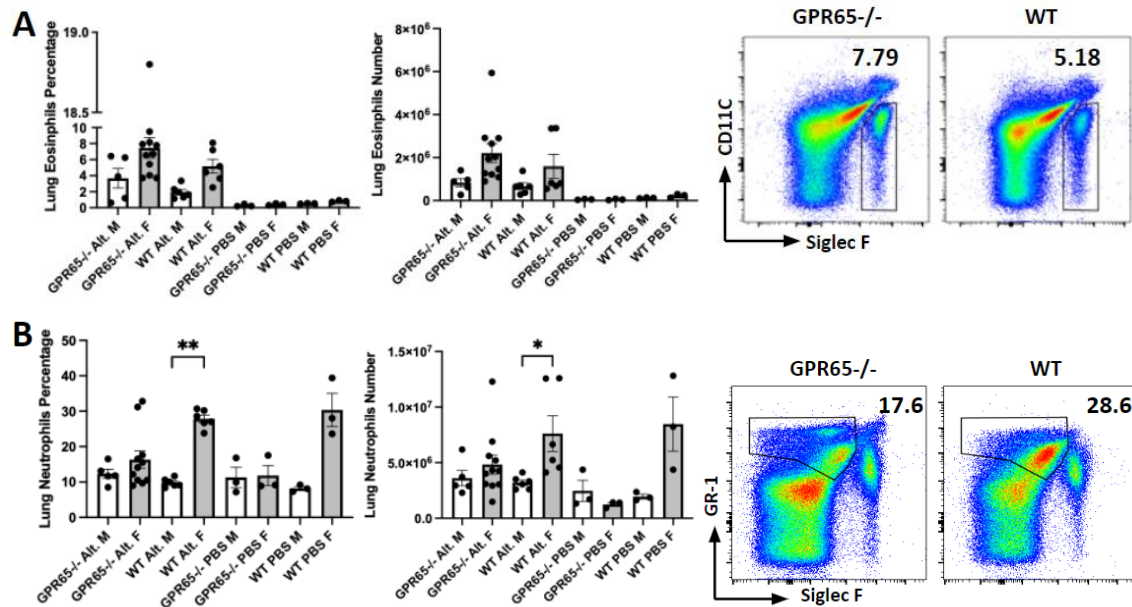 A
Lung Eosinphils Percentage
19.0
18.5
10
8
6
4
2
0
GPR65-/- Alt. M
GPR65-/- Alt. F
WT Alt. M
WT Alt. F
GPR65-/- PBS M
GPR65-/- PBS F
WT PBS M
WT PBS F
Lung Eosinphils Number
8×10⁶
6×10⁶
4×10⁶
2×10⁶
0
GPR65-/- Alt. M
GPR65-/- Alt. F
WT Alt. M
WT Alt. F
GPR65-/- PBS M
GPR65-/- PBS F
WT PBS M
WT PBS F
GPR65-/-
WT
7.79
5.18
CD11C
Siglec F
B
Lung Neutrophils Percentage
50
40
30
20
10
0
**
GPR65-/- Alt. M
GPR65-/- Alt. F
WT Alt. M
WT Alt. F
GPR65-/- PBS M
GPR65-/- PBS F
WT PBS M
WT PBS F
Lung Neutrophils Number
1.5×10⁷
1.0×10⁷
5.0×10⁶
0.0
*
GPR65-/- Alt. M
GPR65-/- Alt. F
WT Alt. M
WT Alt. F
GPR65-/- PBS M
GPR65-/- PBS F
WT PBS M
WT PBS F
GPR65-/-
WT
17.6
28.6
GR-1
Siglec F